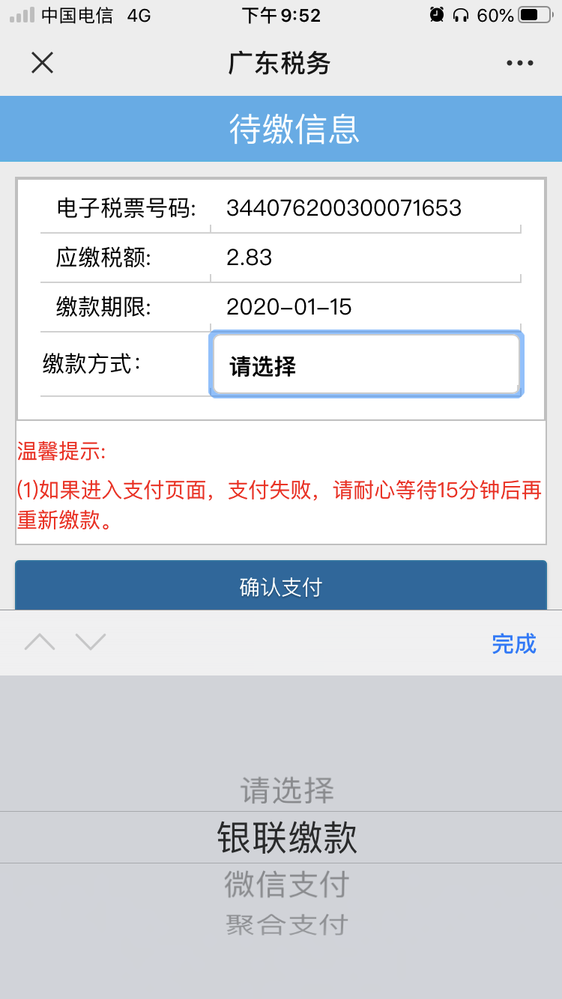 中国电信 4G 下午9:52 60%
广东税务
待缴信息
电子税票号码: 344076200300071653
应缴税额: 2.83
缴款期限: 2020-01-15
缴款方式: 请选择
温馨提示:
(1)如果进入支付页面，支付失败，请耐心等待15分钟后再
重新缴款。
确认支付
完成
请选择
银联缴款
微信支付
聚合支付